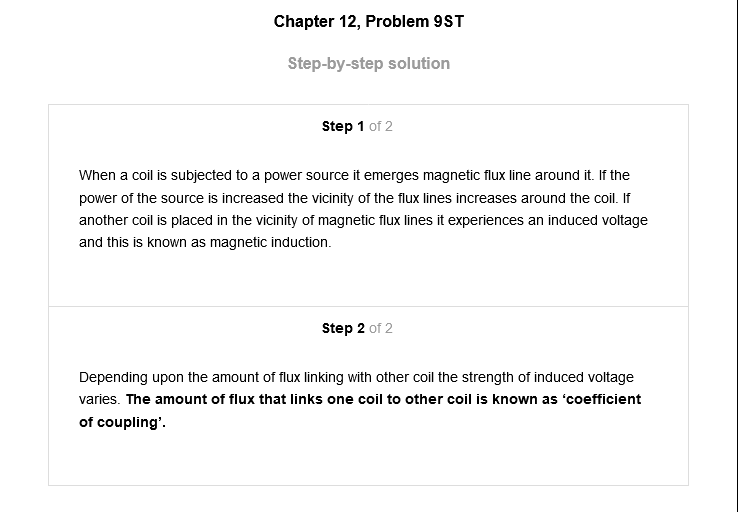 Chapter 12, Problem 9ST
Step-by-step solution
Step 1 of 2
When a coil is subjected to a power source it emerges magnetic flux line around it. If the
power of the source is increased the vicinity of the flux lines increases around the coil. If
another coil is placed in the vicinity of magnetic flux lines it experiences an induced voltage
and this is known as magnetic induction.
Step 2 of 2
Depending upon the amount of flux linking with other coil the strength of induced voltage
varies. The amount of flux that links one coil to other coil is known as ‘coefficient
of coupling’.